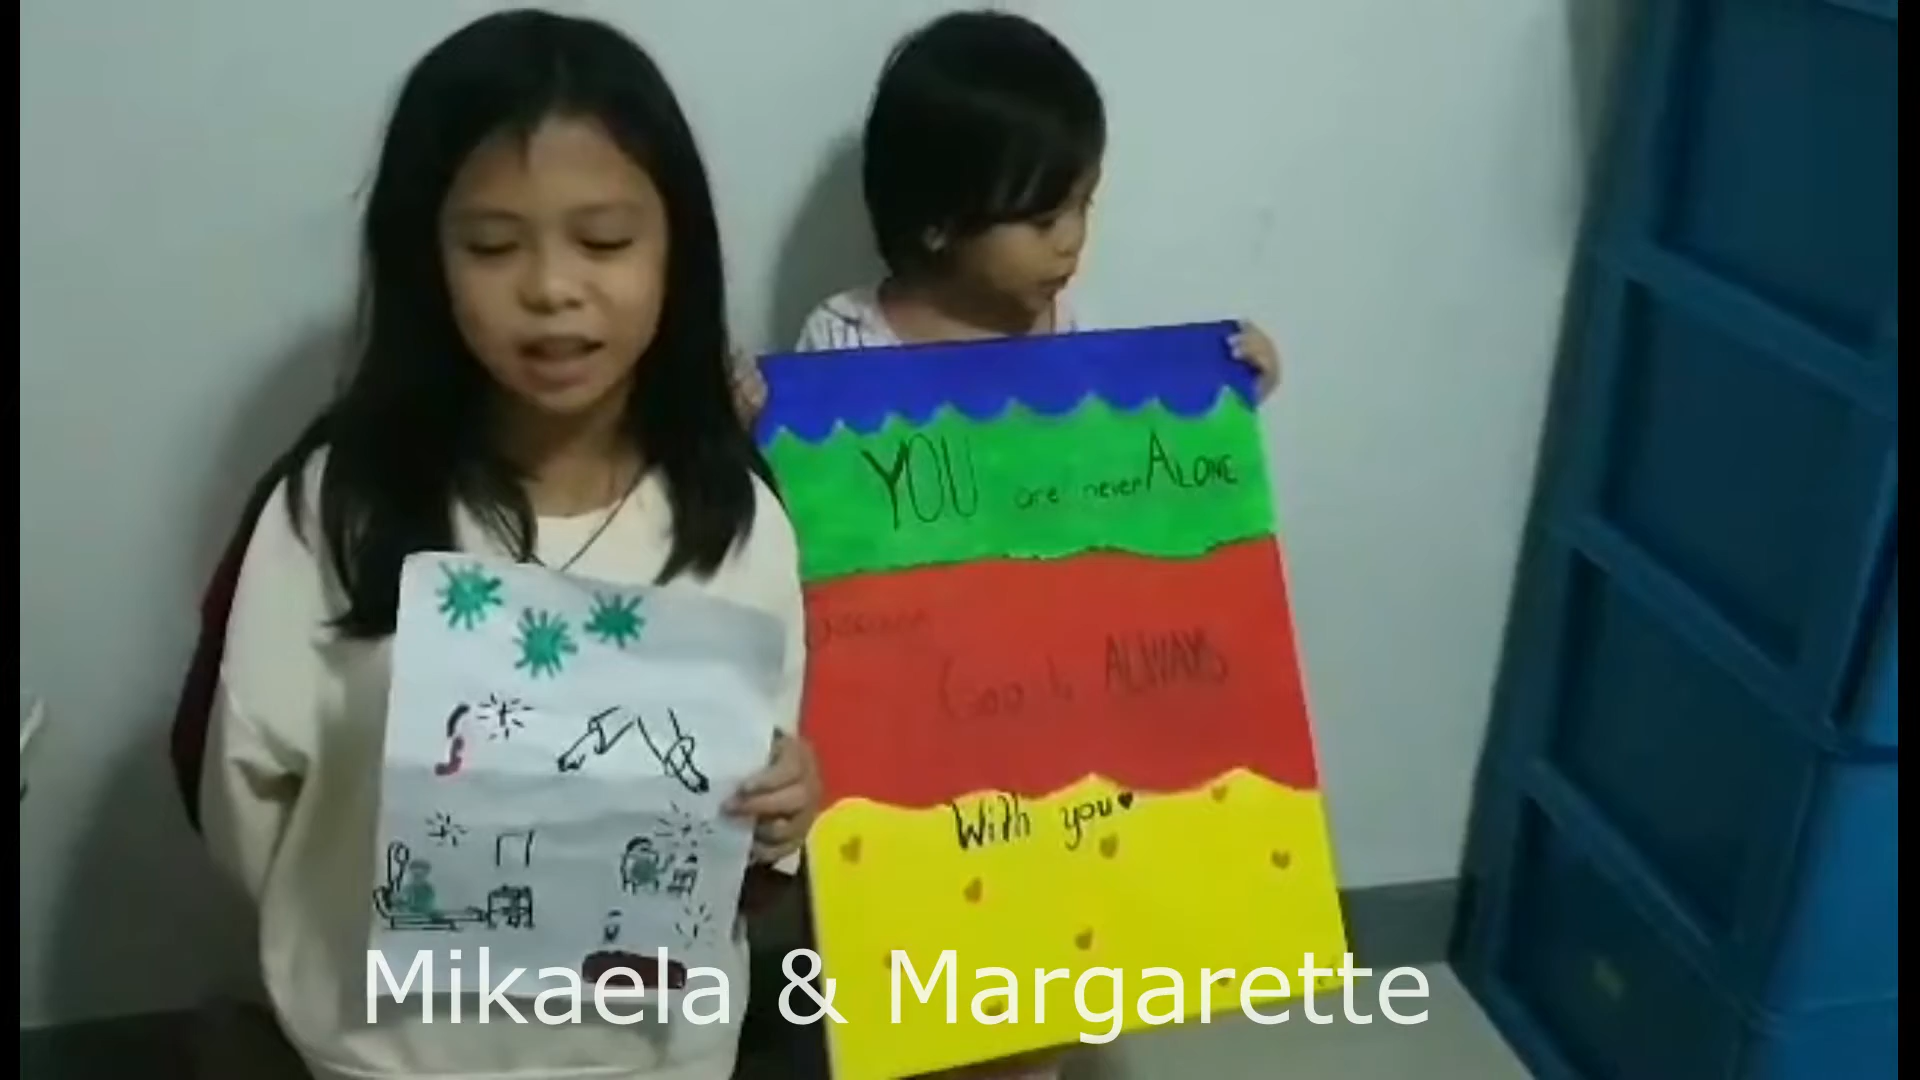 YOU are never ALONE
God is ALWAYS
With you
Mikaela & Margarette